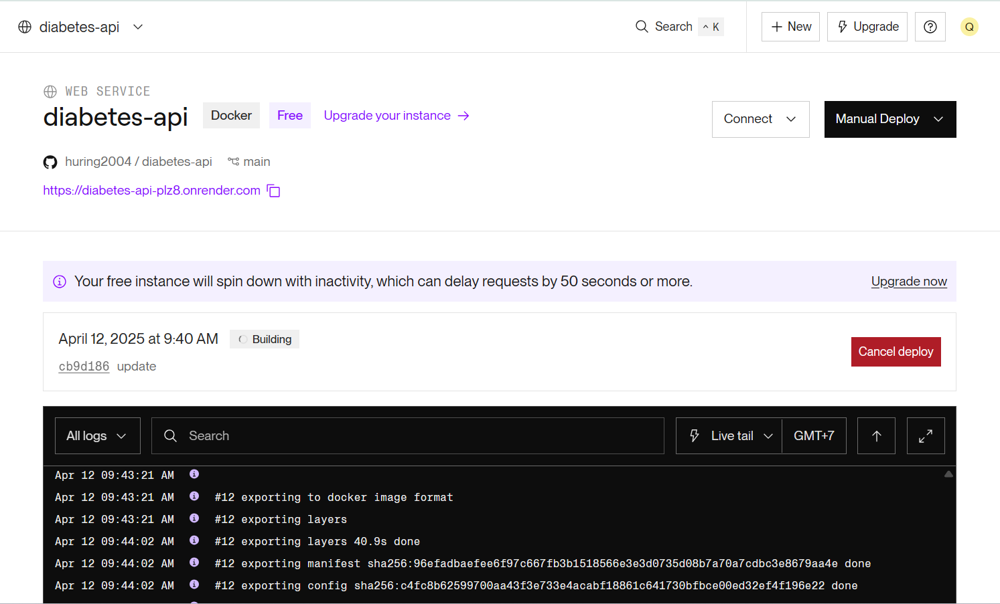 diabetes-api
Search
K
New
Upgrade
Q
WEB SERVICE
diabetes-api
Docker
Free
Upgrade your instance
Connect
Manual Deploy
huring2004 / diabetes-api
main
https://diabetes-api-plz8.onrender.com
Your free instance will spin down with inactivity, which can delay requests by 50 seconds or more.
Upgrade now
April 12, 2025 at 9:40 AM
Building
cb9d186 update
Cancel deploy
All logs
Search
Live tail
GMT+7
Apr 12 09:43:21 AM
Apr 12 09:43:21 AM #12 exporting to docker image format
Apr 12 09:43:21 AM #12 exporting layers
Apr 12 09:44:02 AM #12 exporting layers 40.9s done
Apr 12 09:44:02 AM #12 exporting manifest sha256:96efadbaefee6f97c667fb3b1518566e3e3d0735d08b7a70a7cdbc3e8679aa4e done
Apr 12 09:44:02 AM #12 exporting config sha256:c4fc8b62599700aa43f3e733e4acabf18861c641730bfbce00ed32ef4f196e22 done